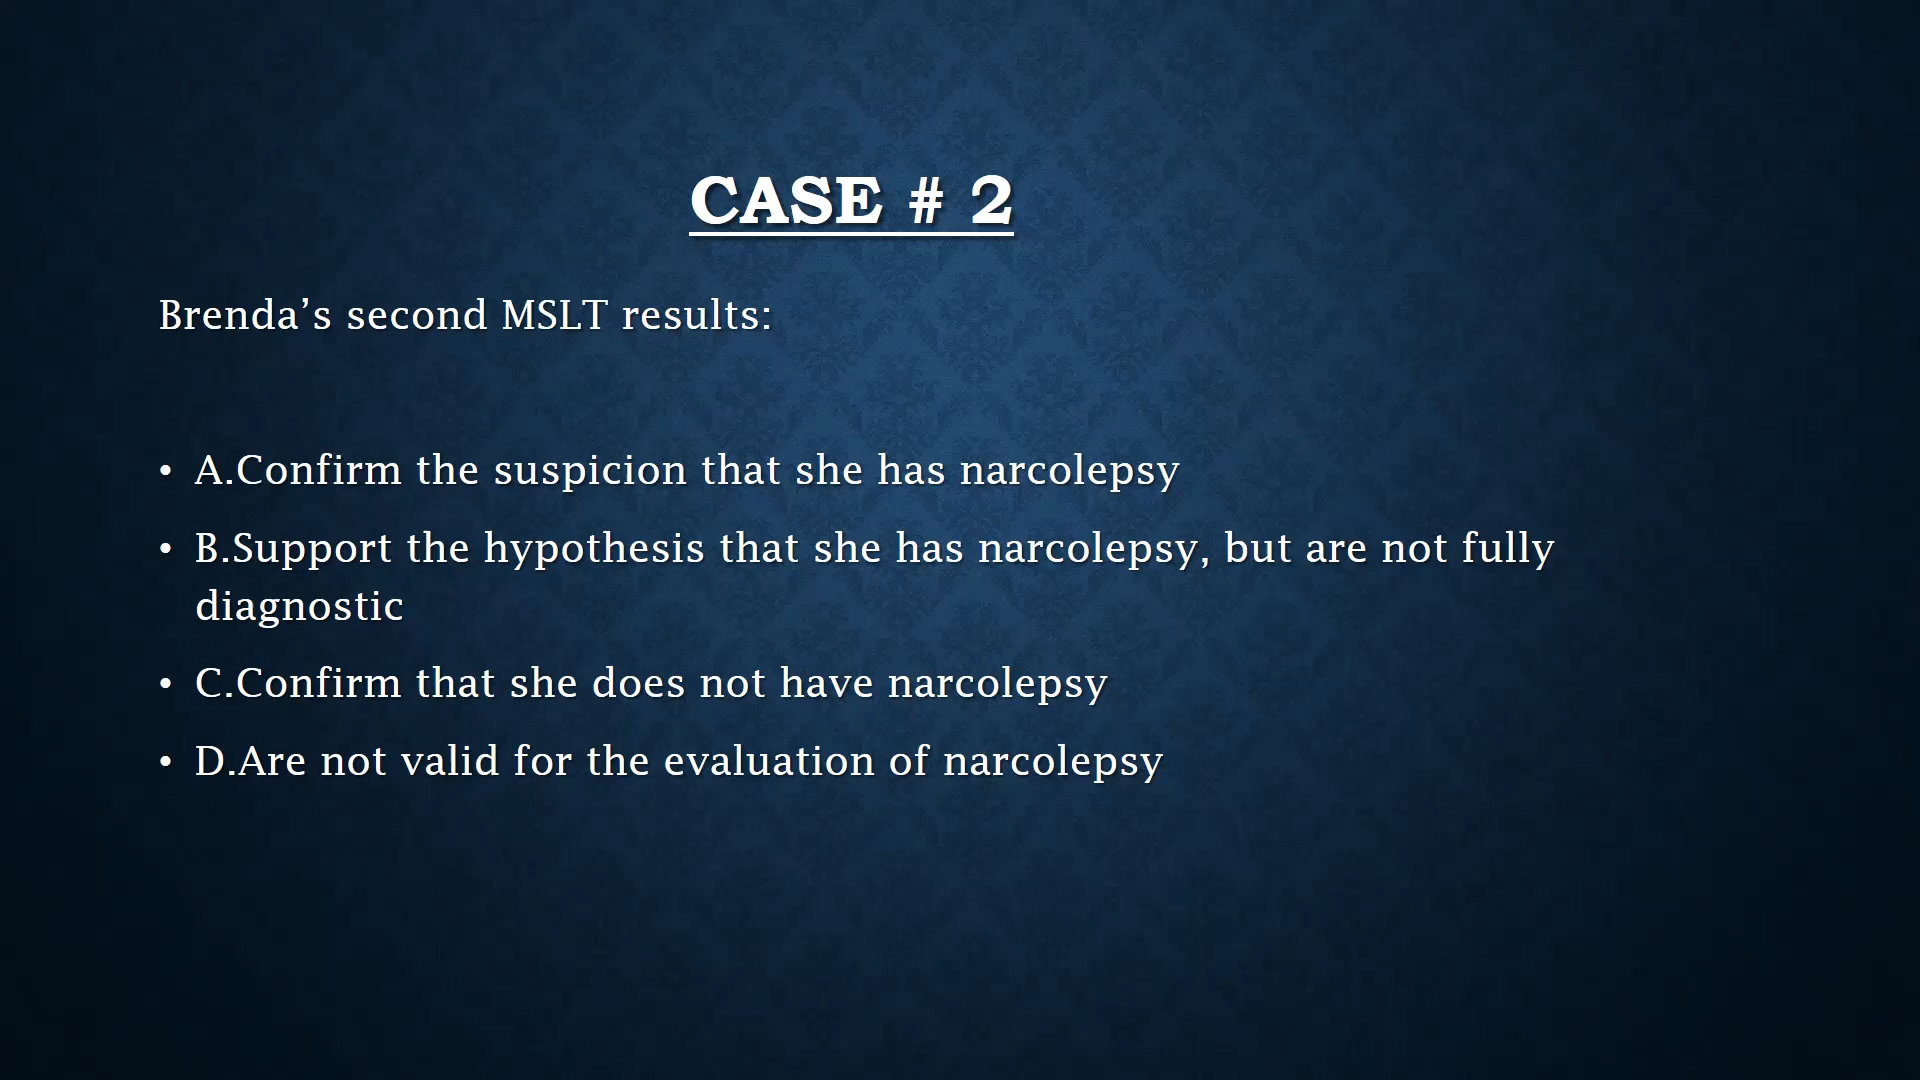 CASE # 2
Brenda’s second MSLT results:
• A.Confirm the suspicion that she has narcolepsy
• B.Support the hypothesis that she has narcolepsy, but are not fully
diagnostic
• C.Confirm that she does not have narcolepsy
• D.Are not valid for the evaluation of narcolepsy